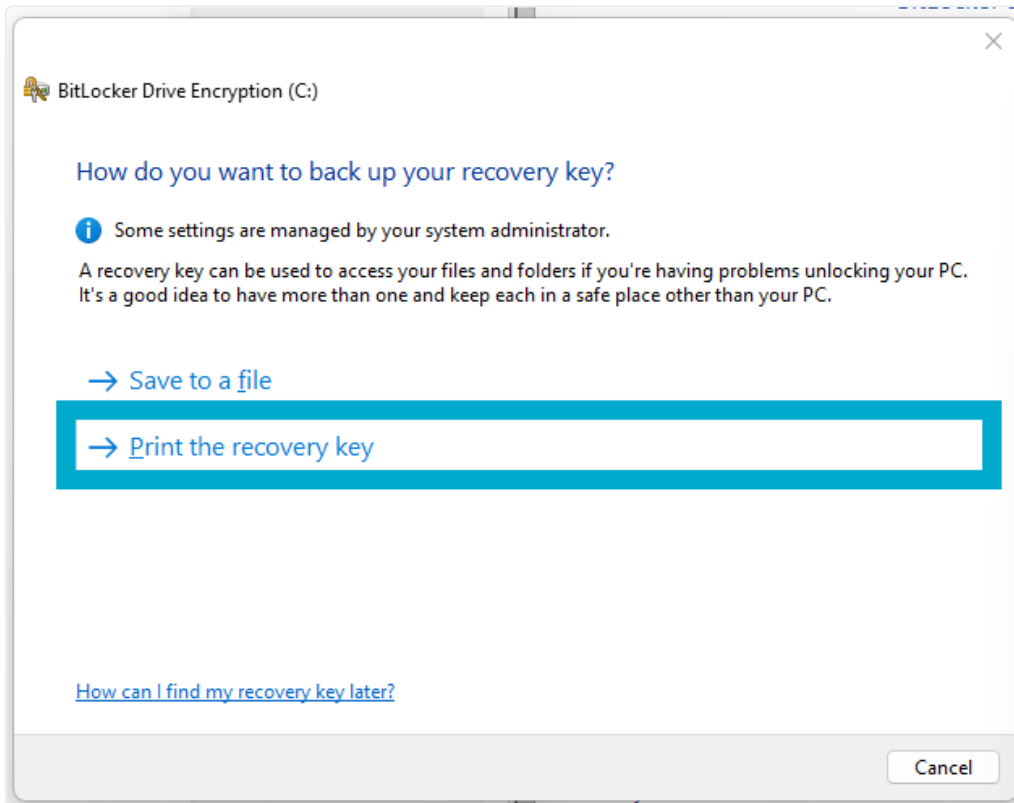 BitLocker Drive Encryption (C:)
How do you want to back up your recovery key?
Some settings are managed by your system administrator.
A recovery key can be used to access your files and folders if you're having problems unlocking your PC.
It's a good idea to have more than one and keep each in a safe place other than your PC.
Save to a file
Print the recovery key
How can I find my recovery key later?
Cancel